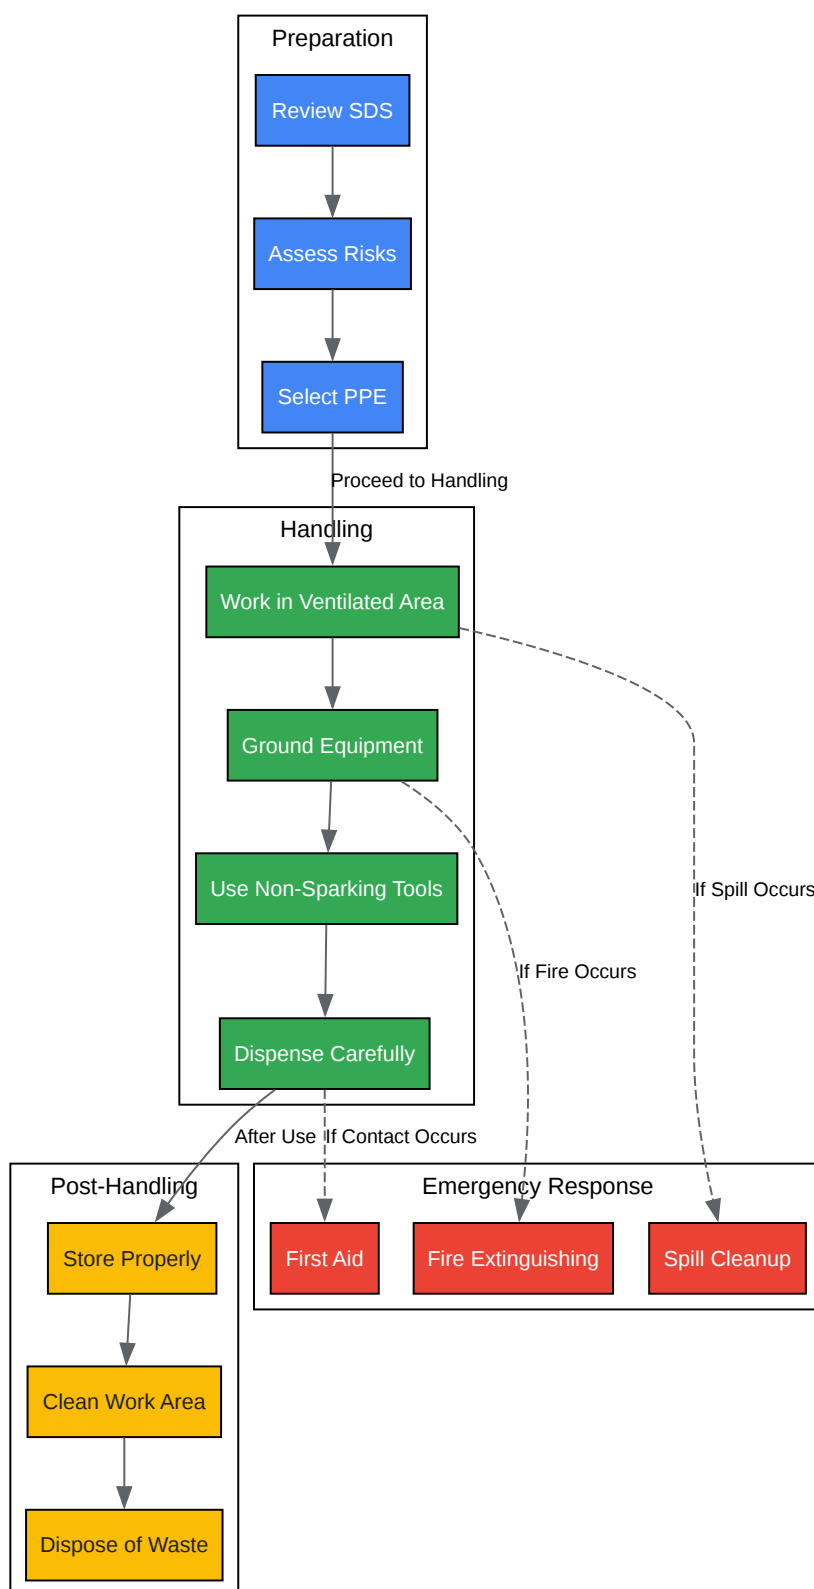 Preparation
Review SDS
Assess Risks
Select PPE
Proceed to Handling
Handling
Work in Ventilated Area
Ground Equipment
Use Non-Sparking Tools
If Spill Occurs
If Fire Occurs
Dispense Carefully
After Use
If Contact Occurs
Post-Handling
Emergency Response
Store Properly
First Aid
Fire Extinguishing
Spill Cleanup
Clean Work Area
Dispose of Waste